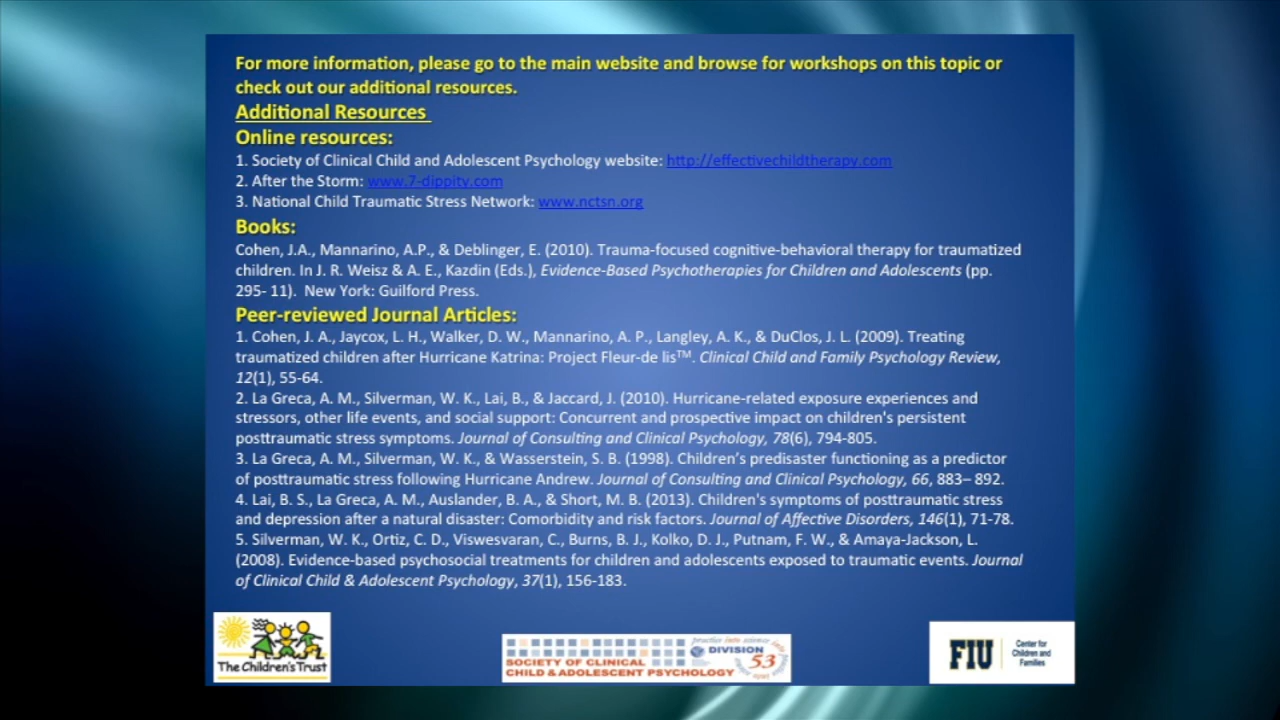 For more information, please go to the main website and browse for workshops on this topic or
check out our additional resources.
Additional Resources
Online resources:
1. Society of Clinical Child and Adolescent Psychology website: http://effectivechildtherapy.com
2. After the Storm: www.7-dippity.com
3. National Child Traumatic Stress Network: www.nctsn.org
Books:
Cohen, J.A., Mannarino, A.P., & Deblinger, E. (2010). Trauma-focused cognitive-behavioral therapy for traumatized
children. In J. R. Weisz & A. E., Kazdin (Eds.), Evidence-Based Psychotherapies for Children and Adolescents (pp.
295- 11). New York: Guilford Press.
Peer-reviewed Journal Articles:
1. Cohen, J. A., Jaycox, L. H., Walker, D. W., Mannarino, A. P., Langley, A. K., & DuClos, J. L. (2009). Treating
traumatized children after Hurricane Katrina: Project Fleur-de lis™. Clinical Child and Family Psychology Review,
12(1), 55-64.
2. La Greca, A. M., Silverman, W. K., Lai, B., & Jaccard, J. (2010). Hurricane-related exposure experiences and
stressors, other life events, and social support: Concurrent and prospective impact on children's persistent
posttraumatic stress symptoms. Journal of Consulting and Clinical Psychology, 78(6), 794-805.
3. La Greca, A. M., Silverman, W. K., & Wasserstein, S. B. (1998). Children’s predisaster functioning as a predictor
of posttraumatic stress following Hurricane Andrew. Journal of Consulting and Clinical Psychology, 66, 883– 892.
4. Lai, B. S., La Greca, A. M., Auslander, B. A., & Short, M. B. (2013). Children's symptoms of posttraumatic stress
and depression after a natural disaster: Comorbidity and risk factors. Journal of Affective Disorders, 146(1), 71-78.
5. Silverman, W. K., Ortiz, C. D., Viswesvaran, C., Burns, B. J., Kolko, D. J., Putnam, F. W., & Amaya-Jackson, L.
(2008). Evidence-based psychosocial treatments for children and adolescents exposed to traumatic events. Journal
of Clinical Child & Adolescent Psychology, 37(1), 156-183.
The Children's Trust
practice into science into
DIVISION 53
SOCIETY OF CLINICAL
CHILD & ADOLESCENT PSYCHOLOGY
FIU
Center for
Children and
Families